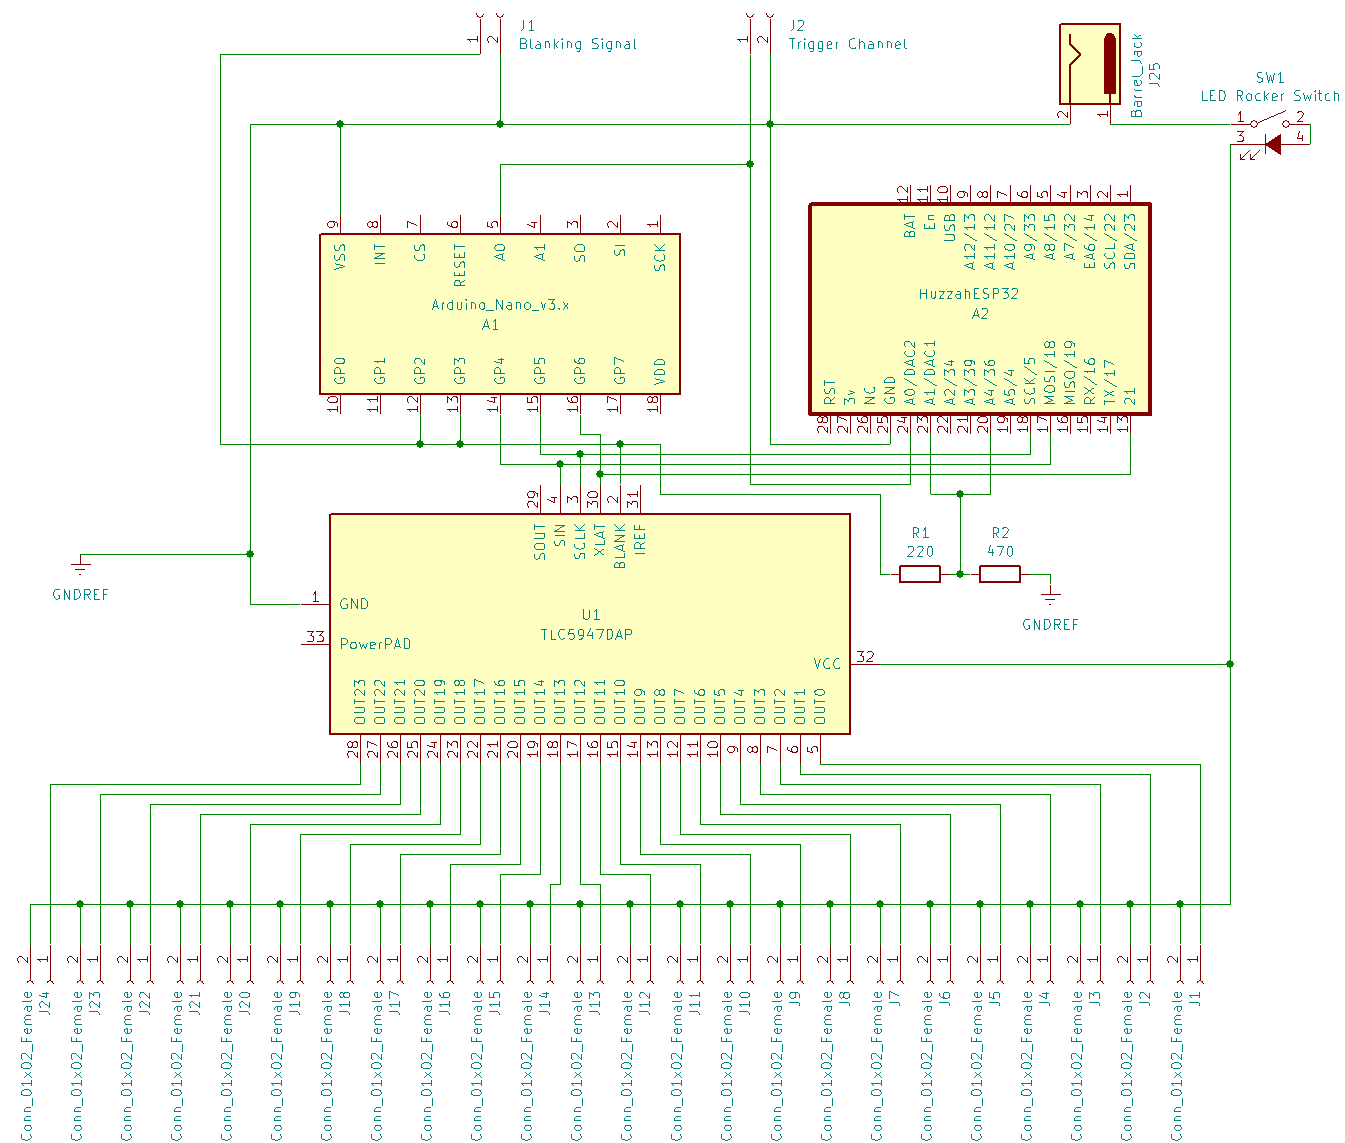 1
2
J1
Blanking Signal
1
2
J2
Trigger Channel
2
1
Barrel_Jack
J25
SW1
LED Rocker Switch
1
2
3
4
9
8
7
6
5
4
3
2
1
VSS
INT
CS
RESET
A0
A1
SO
SI
SCK
Arduino_Nano_v3.x
A1
GP0
GP1
GP2
GP3
GP4
GP5
GP6
GP7
VDD
10
11
12
13
14
15
16
17
18
12
11
10
9
8
7
6
5
4
3
2
1
BAT
En
USB
A12/13
A11/12
A10/27
A9/33
A8/15
A7/32
EA6/14
SCL/22
SDA/23
HuzzahESP32
A2
RST
3v
NC
GND
A0/DAC2
A1/DAC1
A2/34
A3/39
A4/36
A5/4
SCK/5
MOSI/18
MISO/19
RX/16
TX/17
21
28
27
26
25
24
23
22
21
20
19
18
17
16
15
14
13
29
4
3
30
2
31
SOUT
SIN
SCLK
XLAT
BLANK
IREF
R1
220
R2
470
GNDREF
GNDREF
1
GND
33
PowerPAD
U1
TLC5947DAP
VCC
32
OUT23
OUT22
OUT21
OUT20
OUT19
OUT18
OUT17
OUT16
OUT15
OUT14
OUT13
OUT12
OUT11
OUT10
OUT9
OUT8
OUT7
OUT6
OUT5
OUT4
OUT3
OUT2
OUT1
OUT0
28
27
26
25
24
23
22
21
20
19
18
17
16
15
14
13
12
11
10
9
8
7
6
5
2
1
2
1
2
1
2
1
2
1
2
1
2
1
2
1
2
1
2
1
2
1
2
1
2
1
2
1
2
1
2
1
2
1
2
1
2
1
2
1
2
1
2
1
2
1
2
1
Conn_01x02_Female
J24
Conn_01x02_Female
J23
Conn_01x02_Female
J22
Conn_01x02_Female
J21
Conn_01x02_Female
J20
Conn_01x02_Female
J19
Conn_01x02_Female
J18
Conn_01x02_Female
J17
Conn_01x02_Female
J16
Conn_01x02_Female
J15
Conn_01x02_Female
J14
Conn_01x02_Female
J13
Conn_01x02_Female
J12
Conn_01x02_Female
J11
Conn_01x02_Female
J10
Conn_01x02_Female
J9
Conn_01x02_Female
J8
Conn_01x02_Female
J7
Conn_01x02_Female
J6
Conn_01x02_Female
J5
Conn_01x02_Female
J4
Conn_01x02_Female
J3
Conn_01x02_Female
J2
Conn_01x02_Female
J1